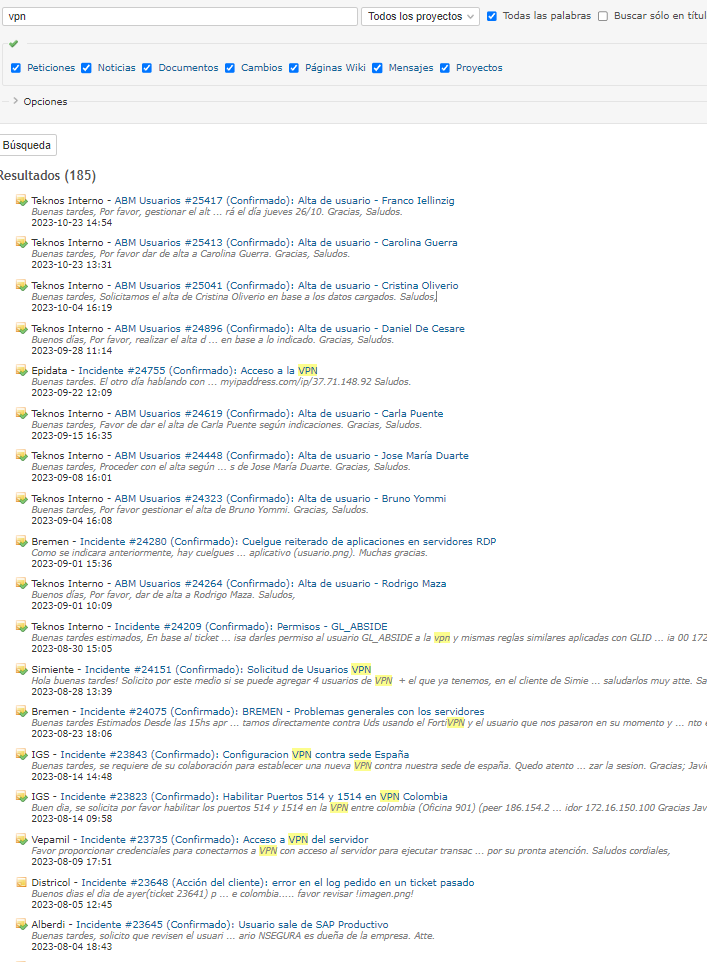 vpn Todos los proyectos Todas las palabras Buscar sólo en títul
Peticiones Noticias Documentos Cambios Páginas Wiki Mensajes Proyectos
Opciones
Búsqueda
Resultados (185)
Teknos Interno - ABM Usuarios #25417 (Confirmado): Alta de usuario - Franco Iellinzig
Buenas tardes, Por favor, gestionar el alt ... rá el día jueves 26/10. Gracias, Saludos.
2023-10-23 14:54
Teknos Interno - ABM Usuarios #25413 (Confirmado): Alta de usuario - Carolina Guerra
Buenas tardes, Por favor dar de alta a Carolina Guerra. Gracias, Saludos.
2023-10-23 13:31
Teknos Interno - ABM Usuarios #25041 (Confirmado): Alta de usuario - Cristina Oliverio
Buenas tardes, Solicitamos el alta de Cristina Oliverio en base a los datos cargados. Saludos,
2023-10-04 16:19
Teknos Interno - ABM Usuarios #24896 (Confirmado): Alta de usuario - Daniel De Cesare
Buenos días, Por favor, realizar el alta d ... en base a lo indicado. Gracias, Saludos.
2023-09-28 11:14
Epidata - Incidente #24755 (Confirmado): Acceso a la VPN
Buenas tardes. El otro día hablando con ... myipaddress.com/ip/37.71.148.92 Saludos.
2023-09-22 12:09
Teknos Interno - ABM Usuarios #24619 (Confirmado): Alta de usuario - Carla Puente
Buenas tardes, Favor de dar el alta de Carla Puente según indicaciones. Gracias, Saludos.
2023-09-15 16:35
Teknos Interno - ABM Usuarios #24448 (Confirmado): Alta de usuario - Jose María Duarte
Buenas tardes, Proceder con el alta según ... s de Jose María Duarte. Gracias, Saludos.
2023-09-08 16:01
Teknos Interno - ABM Usuarios #24323 (Confirmado): Alta de usuario - Bruno Yommi
Buenas tardes, Por favor gestionar el alta de Bruno Yommi. Gracias, Saludos.
2023-09-04 16:08
Bremen - Incidente #24280 (Confirmado): Cuelgue reiterado de aplicaciones en servidores RDP
Como se indicara anteriormente, hay cuelgues ... aplicativo (usuario.png). Muchas gracias.
2023-09-01 15:36
Teknos Interno - ABM Usuarios #24264 (Confirmado): Alta de usuario - Rodrigo Maza
Buenos días, Por favor, dar de alta a Rodrigo Maza. Saludos,
2023-09-01 10:09
Teknos Interno - Incidente #24209 (Confirmado): Permisos - GL_ABSIDE
Buenas tardes estimados, En base al ticket ... isa darles permiso al usuario GL_ABSIDE a la vpn y mismas reglas similares aplicadas con GLID ... ia 00 172
2023-08-30 15:05
Simiente - Incidente #24151 (Confirmado): Solicitud de Usuarios VPN
Hola buenas tardes! Solicito por este medio si se puede agregar 4 usuarios de VPN + el que ya tenemos, en el cliente de Simie ... saludarlos muy atte. Sa
2023-08-28 13:39
Bremen - Incidente #24075 (Confirmado): BREMEN - Problemas generales con los servidores
Buenas tardes Estimados Desde las 15hs apr ... tamos directamente contra Uds usando el FortiVPN y el usuario que nos pasaron en su momento y ... nto e
2023-08-23 18:06
IGS - Incidente #23843 (Confirmado): Configuracion VPN contra sede España
Buenas tardes, se requiere de su colaboración para establecer una nueva VPN contra nuestra sede de españa. Quedo atento ... zar la sesion. Gracias; Javie
2023-08-14 14:48
IGS - Incidente #23823 (Confirmado): Habilitar Puertos 514 y 1514 en VPN Colombia
Buen dia, se solicita por favor habilitar los puertos 514 y 1514 en la VPN entre colombia (Oficina 901) (peer 186.154.2 ... idor 172.16.150.100 Gracias Jav
2023-08-14 09:58
Vepamil - Incidente #23735 (Confirmado): Acceso a VPN del servidor
Favor proporcionar credenciales para conectarnos a VPN con acceso al servidor para ejecutar transac ... por su pronta atención. Saludos cordiales,
2023-08-09 17:51
Districol - Incidente #23648 (Acción del cliente): error en el log pedido en un ticket pasado
Buenos dias el dia de ayer(ticket 23641) p ... e colombia..... favor revisar !imagen.png!
2023-08-05 12:45
Alberdi - Incidente #23645 (Confirmado): Usuario sale de SAP Productivo
Buenas tardes, solicito que revisen el usuari ... ario NSEGURA es dueña de la empresa. Atte.
2023-08-04 18:43